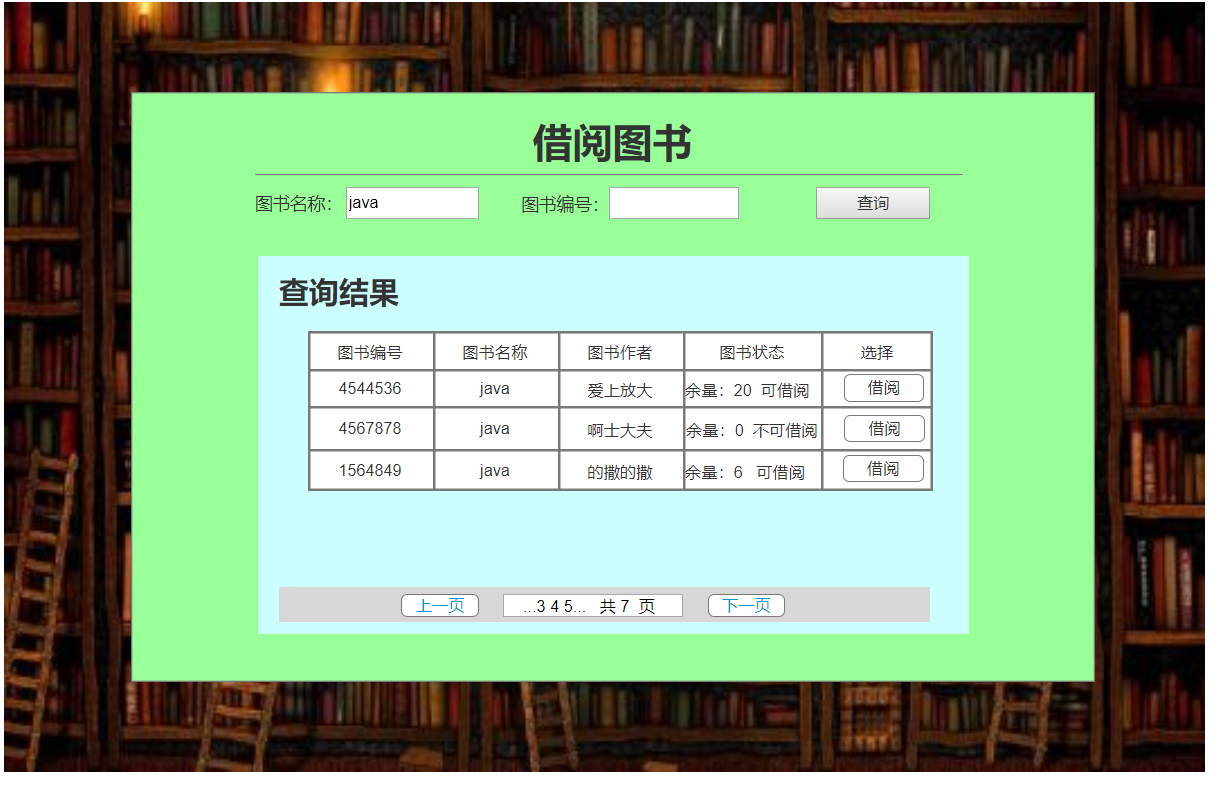 借阅图书
图书名称： java 图书编号： 查询
查询结果
图书编号 图书名称 图书作者 图书状态 选择
4544536 java 爱上放大 余量：20 可借阅 借阅
4567878 java 啊士大夫 余量：0 不可借阅 借阅
1564849 java 的撒的撒 余量：6 可借阅 借阅
上一页 ...3 4 5... 共 7 页 下一页